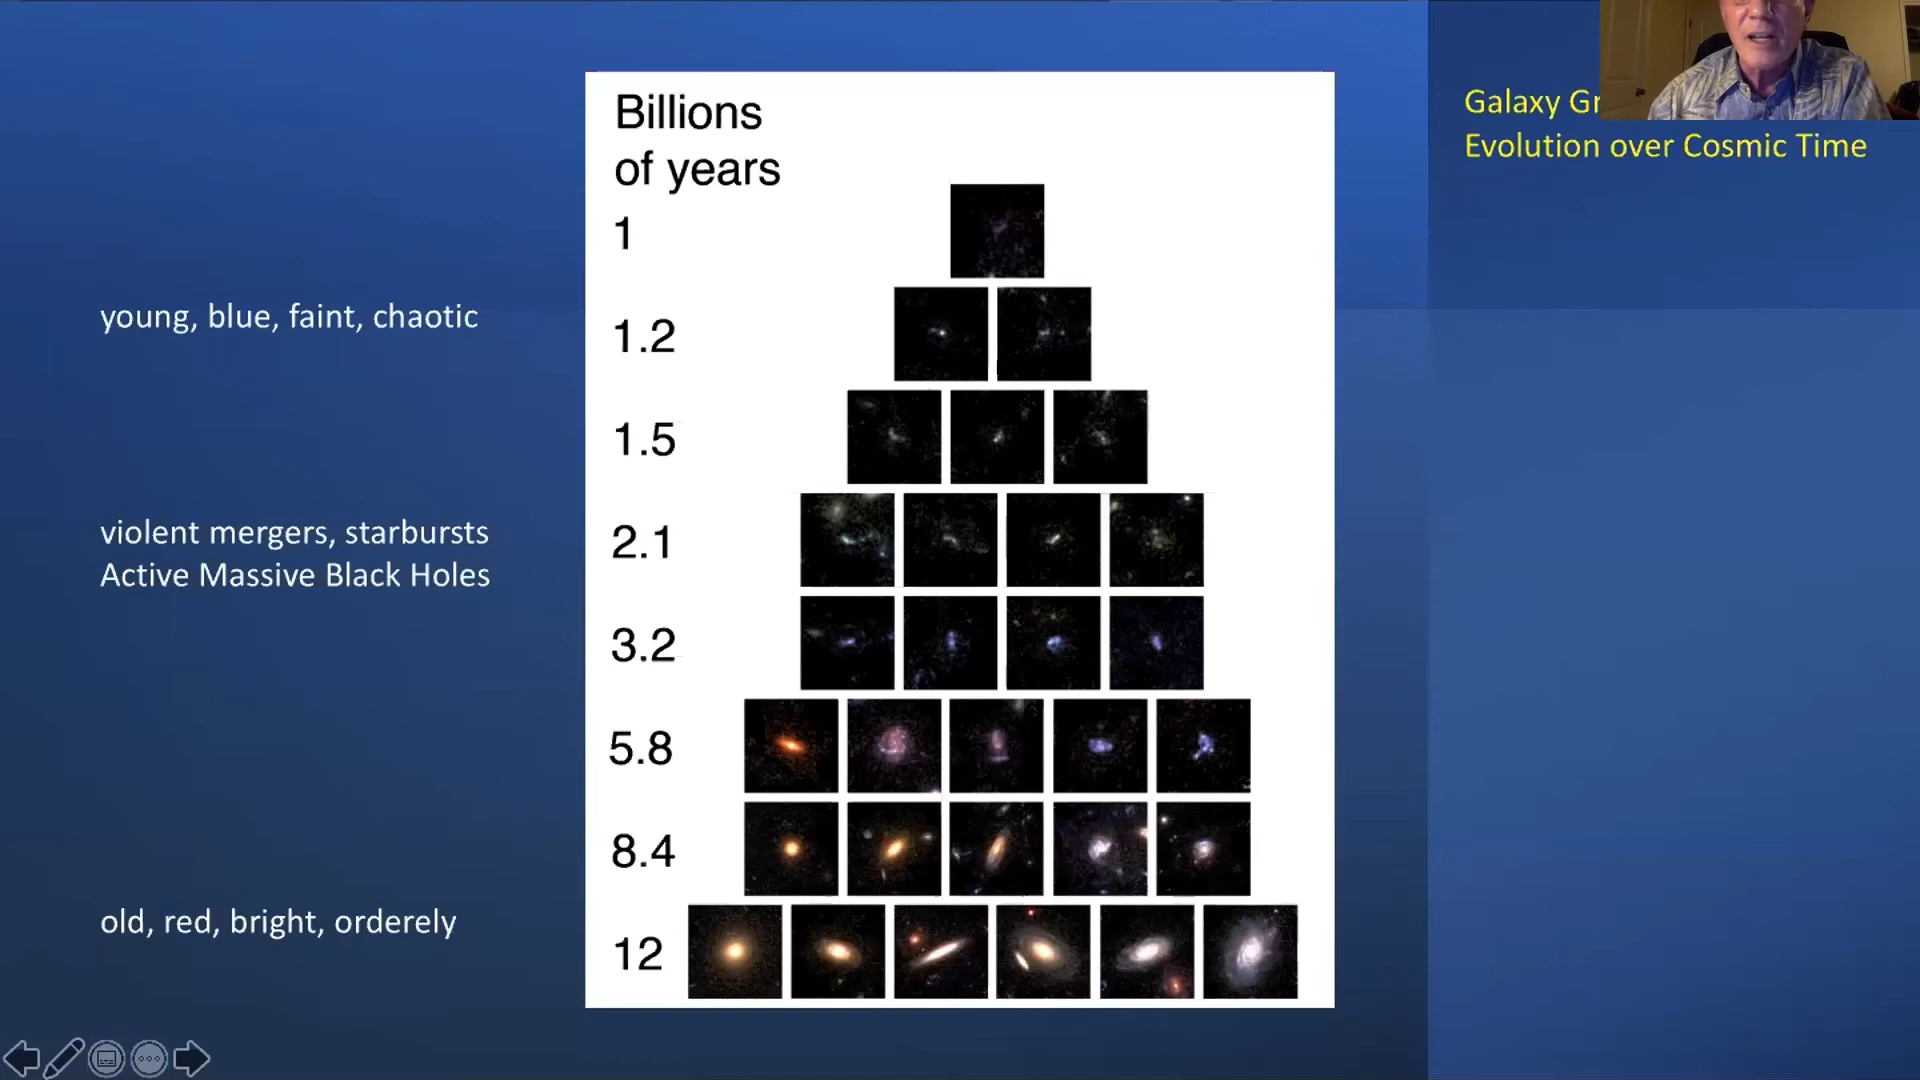 Billions
of years
1
1.2
1.5
2.1
3.2
5.8
8.4
12
young, blue, faint, chaotic
violent mergers, starbursts
Active Massive Black Holes
old, red, bright, orderely
Galaxy
Evolution over Cosmic Time